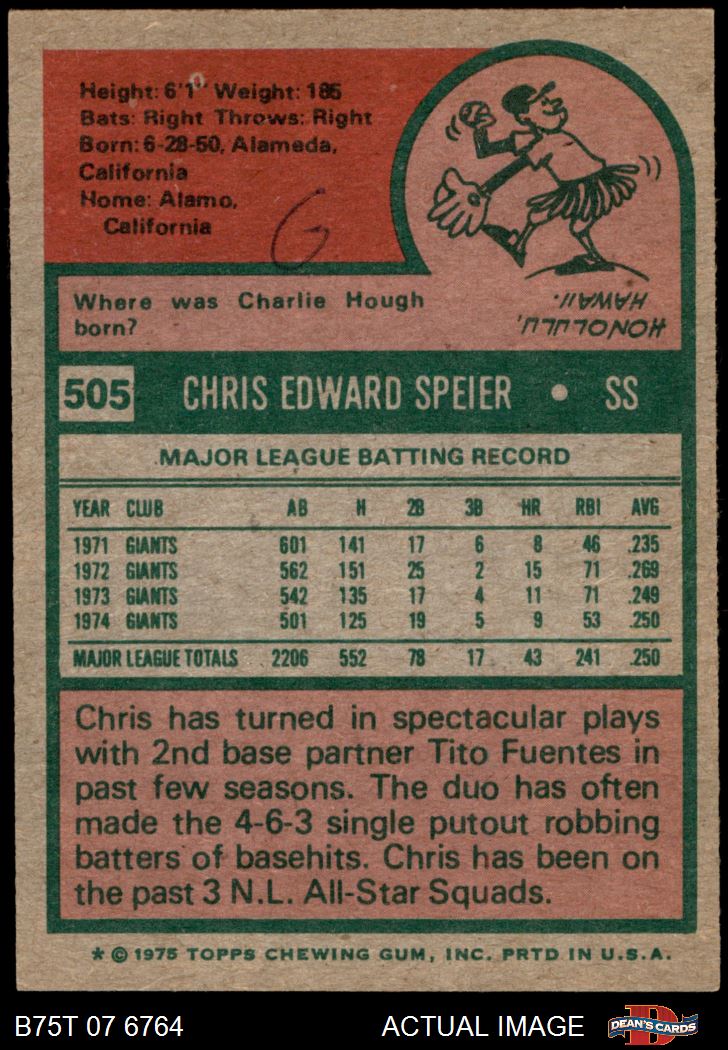 Height: 6'1" Weight: 185
Bats: Right Throws: Right
Born: 6-28-50, Alameda,
California
Home: Alamo,
California
G
Where was Charlie Hough
born?
HONOLULU,
HAWAII.
505 CHRIS EDWARD SPEIER • SS
MAJOR LEAGUE BATTING RECORD
YEAR CLUB AB H 2B 3B HR RBI AVG
1971 GIANTS 601 141 17 6 8 46 .235
1972 GIANTS 562 151 25 2 15 71 .269
1973 GIANTS 542 135 17 4 11 71 .249
1974 GIANTS 501 125 19 5 9 53 .250
MAJOR LEAGUE TOTALS 2206 552 78 17 43 241 .250
Chris has turned in spectacular plays
with 2nd base partner Tito Fuentes in
past few seasons. The duo has often
made the 4-6-3 single putout robbing
batters of basehits. Chris has been on
the past 3 N.L. All-Star Squads.
* © 1975 TOPPS CHEWING GUM, INC. PRTD IN U.S.A.
B75T 07 6764 ACTUAL IMAGE DEAN'S CARDS